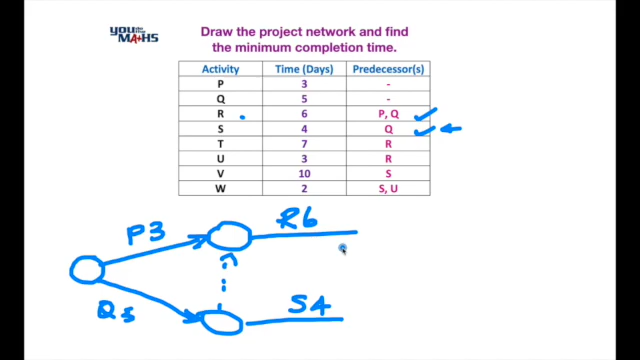 you do the
MATHS
Draw the project network and find
the minimum completion time.
Activity Time (Days) Predecessor(s)
P 3 -
Q 5 -
R 6 P, Q
S 4 Q
T 7 R
U 3 R
V 10 S
W 2 S, U
P3 R6
Q5 S4